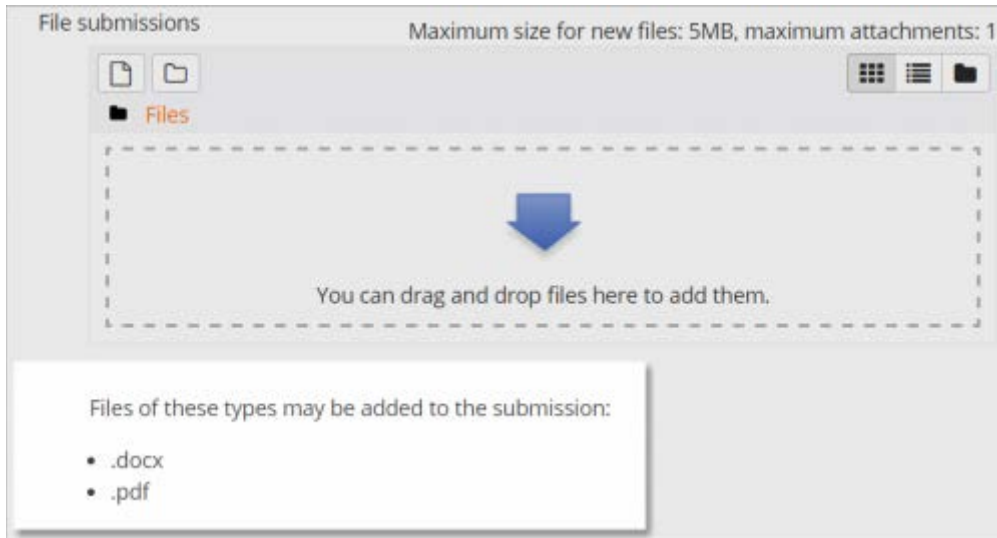 File submissions
Maximum size for new files: 5MB, maximum attachments: 1
Files
You can drag and drop files here to add them.
Files of these types may be added to the submission:
.docx
.pdf